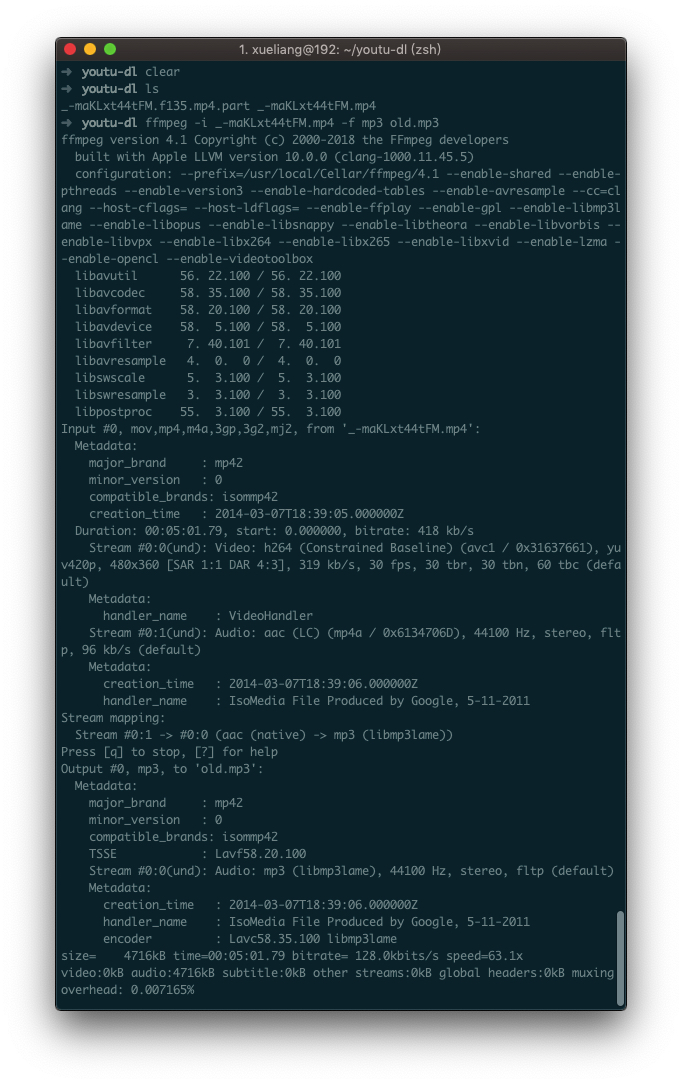 1. xueliang@192: ~/youtu-dl (zsh)
➜  youtu-dl clear
➜  youtu-dl ls
_-maKLxt44tFM.f135.mp4.part _-maKLxt44tFM.mp4
➜  youtu-dl ffmpeg -i _-maKLxt44tFM.mp4 -f mp3 old.mp3
ffmpeg version 4.1 Copyright (c) 2000-2018 the FFmpeg developers
  built with Apple LLVM version 10.0.0 (clang-1000.11.45.5)
  configuration: --prefix=/usr/local/Cellar/ffmpeg/4.1 --enable-shared --enable-
pthreads --enable-version3 --enable-hardcoded-tables --enable-avresample --cc=cl
ang --host-cflags= --host-ldflags= --enable-ffplay --enable-gpl --enable-libmp3l
ame --enable-libopus --enable-libsnappy --enable-libtheora --enable-libvorbis --
enable-libvpx --enable-libx264 --enable-libx265 --enable-libxvid --enable-lzma -
-enable-opencl --enable-videotoolbox
  libavutil      56. 22.100 / 56. 22.100
  libavcodec     58. 35.100 / 58. 35.100
  libavformat    58. 20.100 / 58. 20.100
  libavdevice    58.  5.100 / 58.  5.100
  libavfilter     7. 40.101 /  7. 40.101
  libavresample   4.  0.  0 /  4.  0.  0
  libswscale      5.  3.100 /  5.  3.100
  libswresample   3.  3.100 /  3.  3.100
  libpostproc    55.  3.100 / 55.  3.100
Input #0, mov,mp4,m4a,3gp,3g2,mj2, from '_-maKLxt44tFM.mp4':
  Metadata:
    major_brand     : mp42
    minor_version   : 0
    compatible_brands: isommp42
    creation_time   : 2014-03-07T18:39:05.000000Z
  Duration: 00:05:01.79, start: 0.000000, bitrate: 418 kb/s
    Stream #0:0(und): Video: h264 (Constrained Baseline) (avc1 / 0x31637661), yu
v420p, 480x360 [SAR 1:1 DAR 4:3], 319 kb/s, 30 fps, 30 tbr, 30 tbn, 60 tbc (defa
ult)
    Metadata:
      handler_name    : VideoHandler
    Stream #0:1(und): Audio: aac (LC) (mp4a / 0x6134706D), 44100 Hz, stereo, flt
p, 96 kb/s (default)
    Metadata:
      creation_time   : 2014-03-07T18:39:06.000000Z
      handler_name    : IsoMedia File Produced by Google, 5-11-2011
Stream mapping:
  Stream #0:1 -> #0:0 (aac (native) -> mp3 (libmp3lame))
Press [q] to stop, [?] for help
Output #0, mp3, to 'old.mp3':
  Metadata:
    major_brand     : mp42
    minor_version   : 0
    compatible_brands: isommp42
    TSSE            : Lavf58.20.100
    Stream #0:0(und): Audio: mp3 (libmp3lame), 44100 Hz, stereo, fltp (default)
    Metadata:
      creation_time   : 2014-03-07T18:39:06.000000Z
      handler_name    : IsoMedia File Produced by Google, 5-11-2011
      encoder         : Lavc58.35.100 libmp3lame
size=    4716kB time=00:05:01.79 bitrate= 128.0kbits/s speed=63.1x
video:0kB audio:4716kB subtitle:0kB other streams:0kB global headers:0kB muxing
overhead: 0.007165%